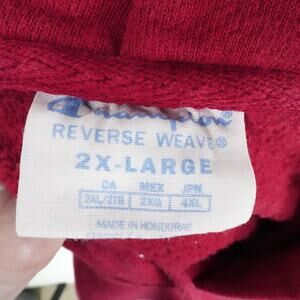 Champion
REVERSE WEAVE®
2X-LARGE
CA MEX JPN
2XL/2TG 2XG 4XL
MADE IN HONDURAS